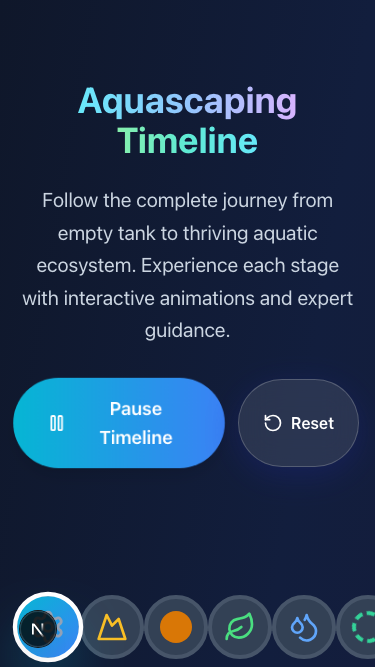 Aquascaping
Timeline
Follow the complete journey from
empty tank to thriving aquatic
ecosystem. Experience each stage
with interactive animations and expert
guidance.
Pause
Timeline
Reset
N